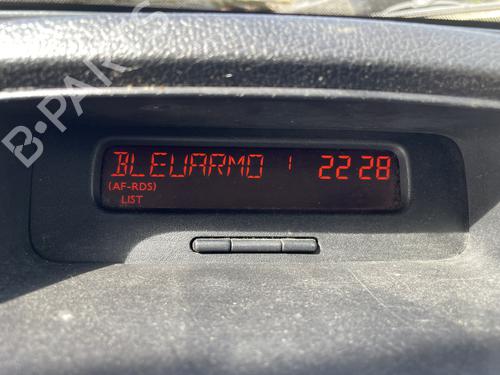 B-PARTS
BLEUARMO 1 22 28
(AF-RDS)
LIST